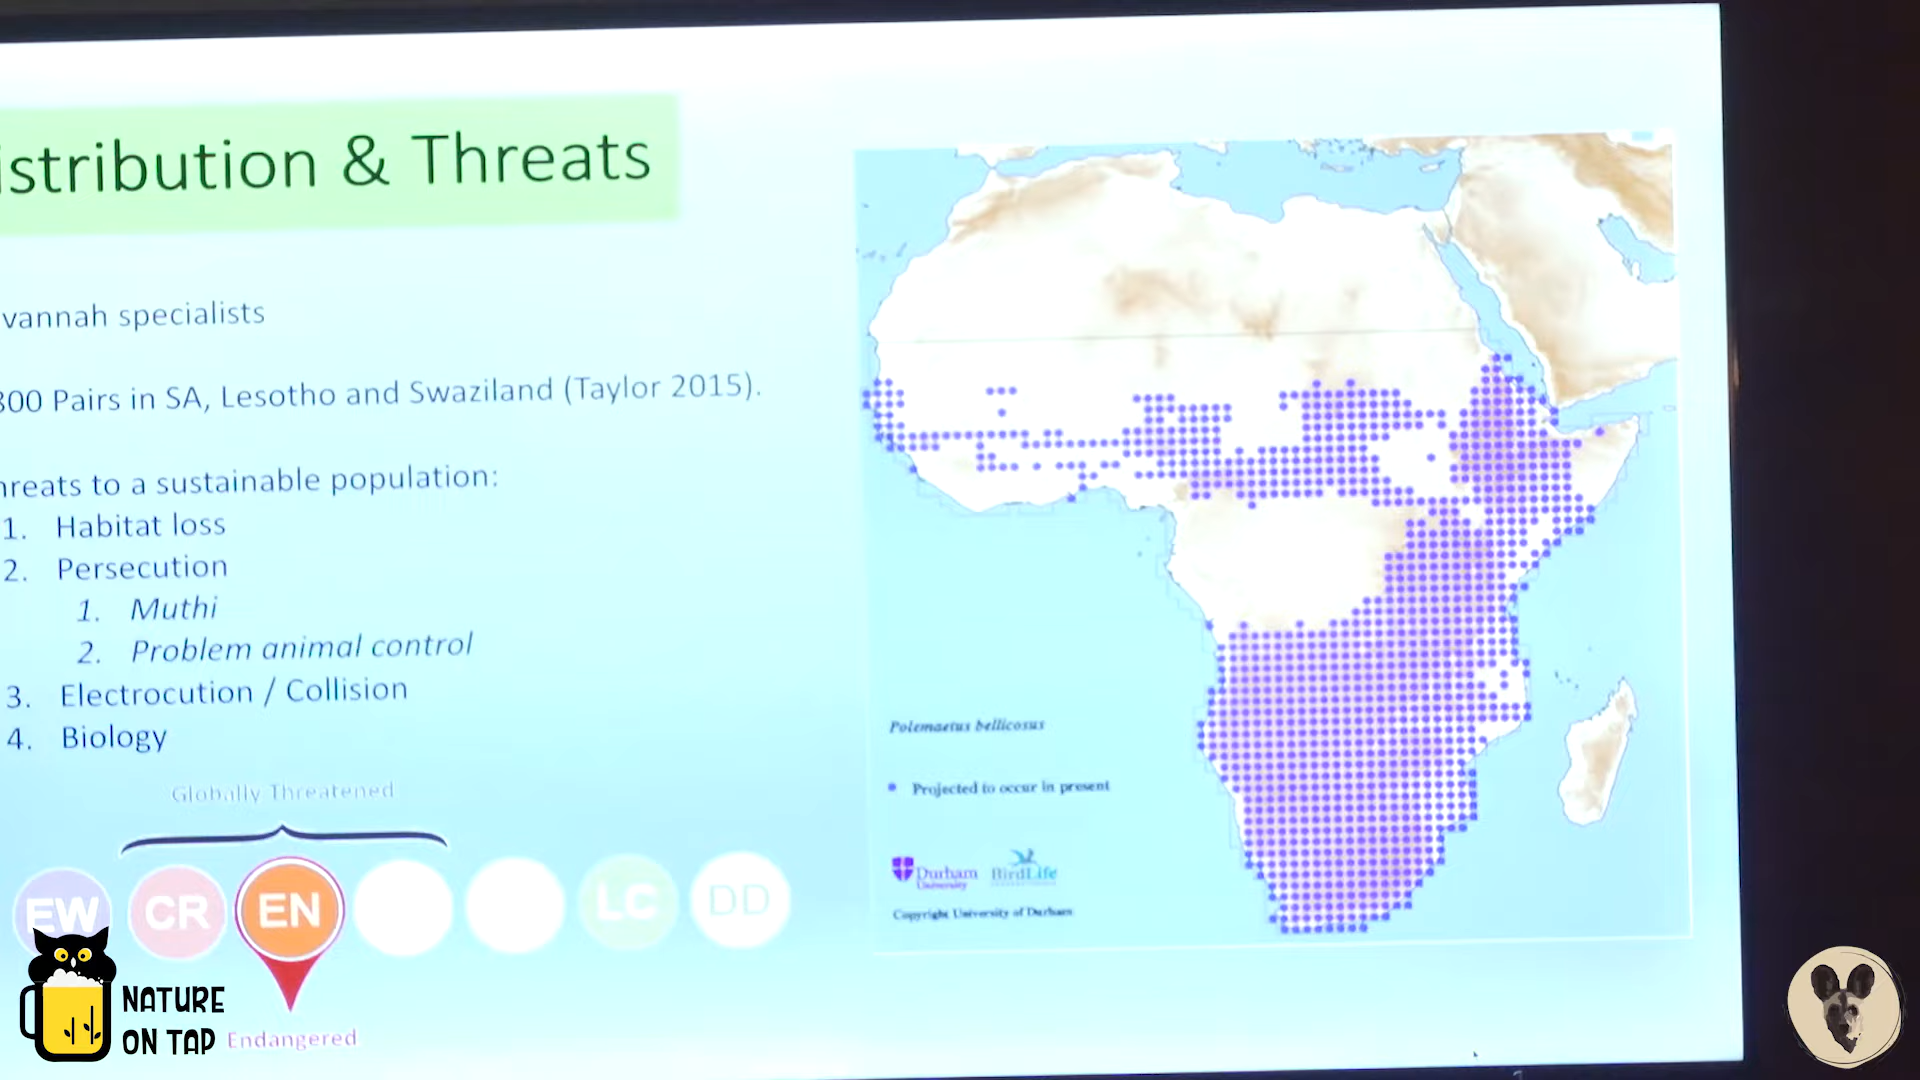 istribution & Threats
vannah specialists
800 Pairs in SA, Lesotho and Swaziland (Taylor 2015).
hreats to a sustainable population:
1. Habitat loss
2. Persecution
1. Muthi
2. Problem animal control
3. Electrocution / Collision
4. Biology
Globally Threatened
EW CR EN LC DD
Endangered
Polemaetus bellicosus
Projected to occur in present
Durham University
BirdLife
Copyright University of Durham
NATURE
ON TAP